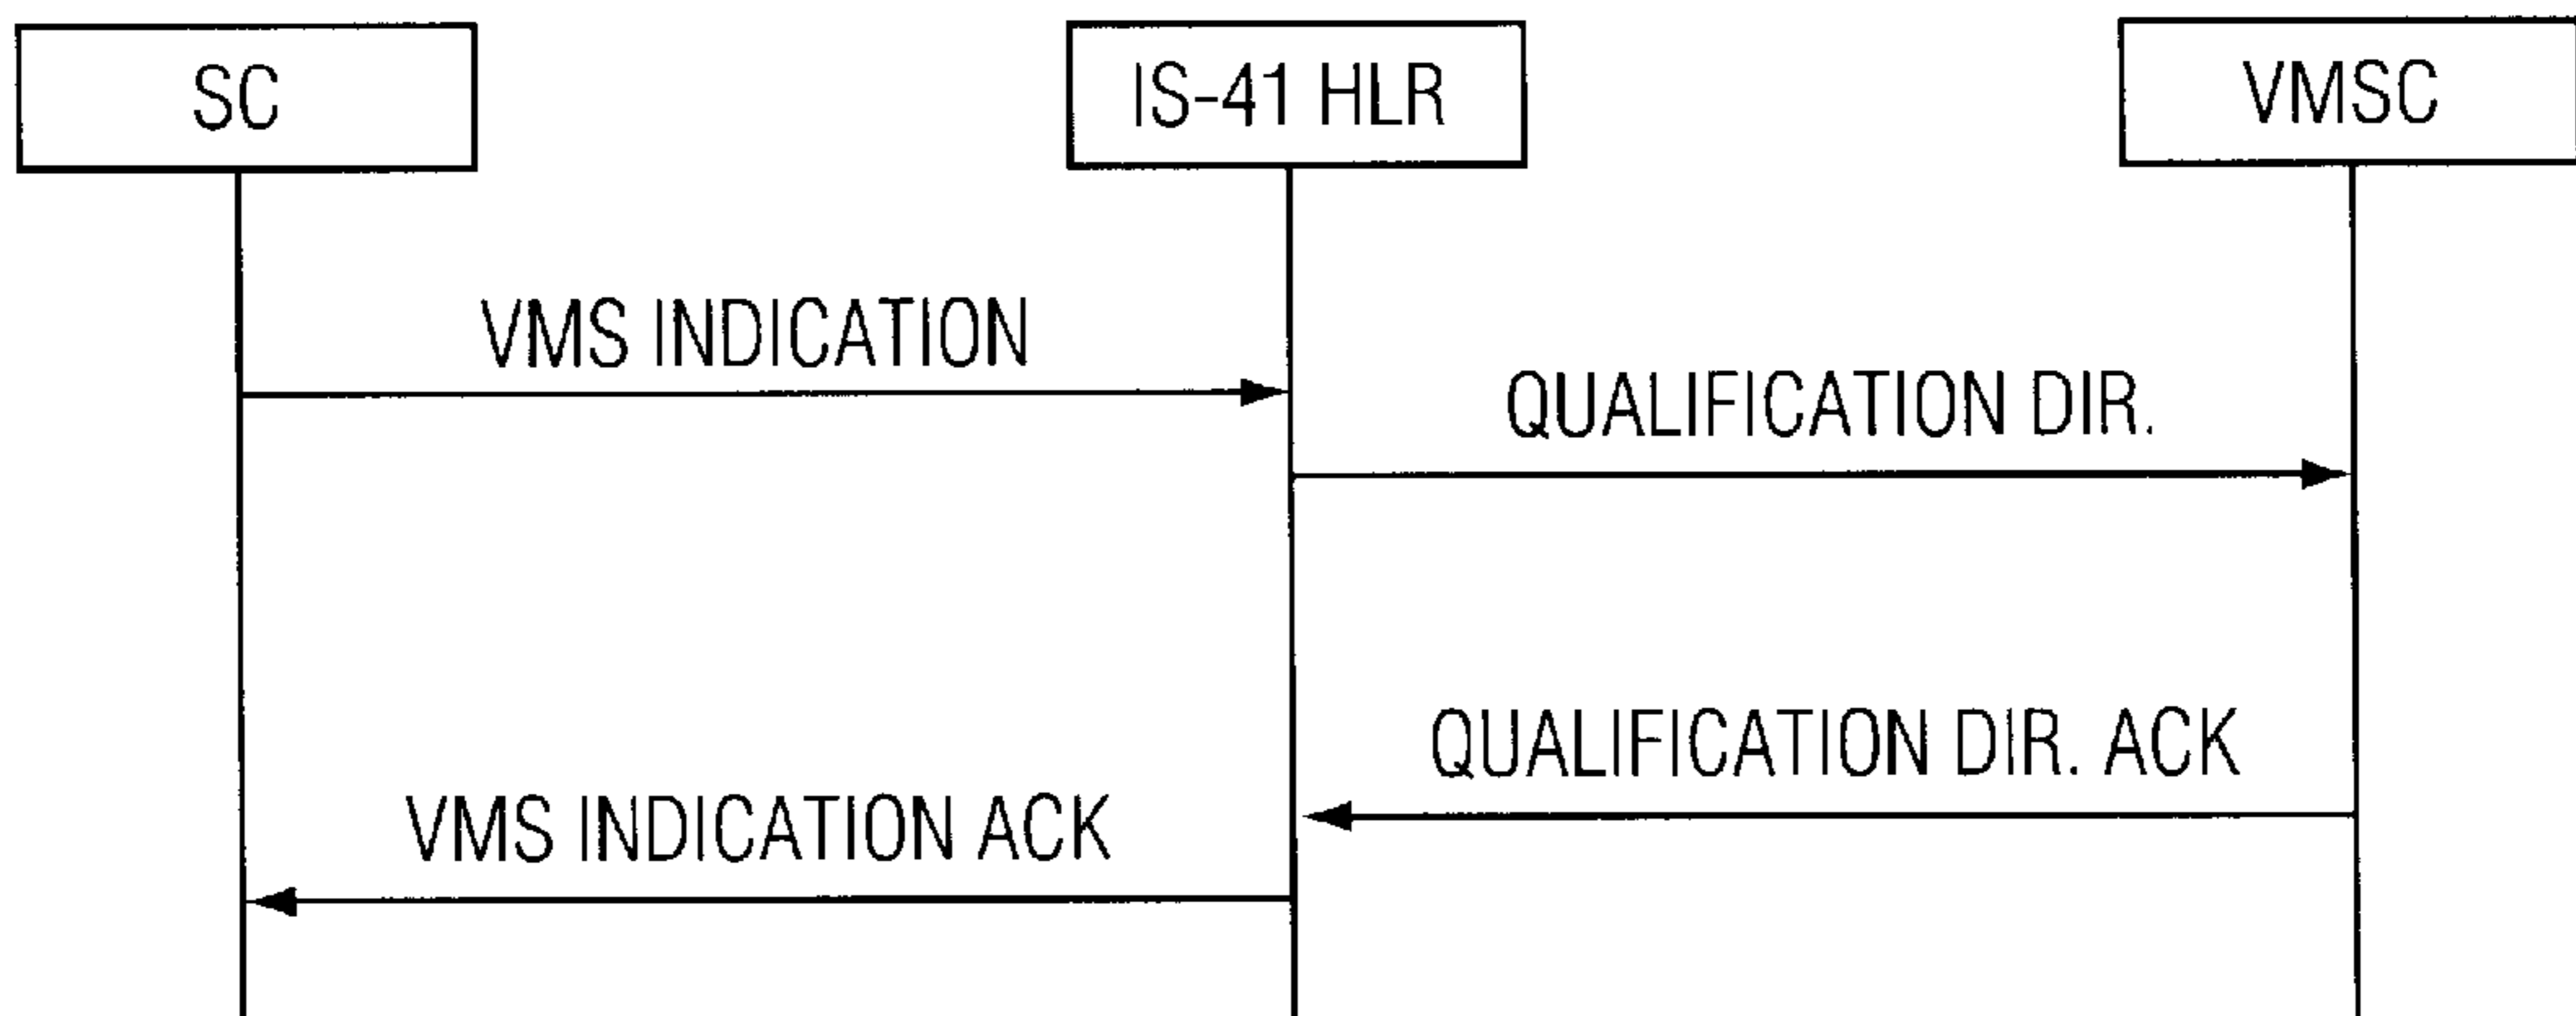 SC
IS-41 HLR
VMSC
VMS INDICATION
QUALIFICATION DIR.
QUALIFICATION DIR. ACK
VMS INDICATION ACK